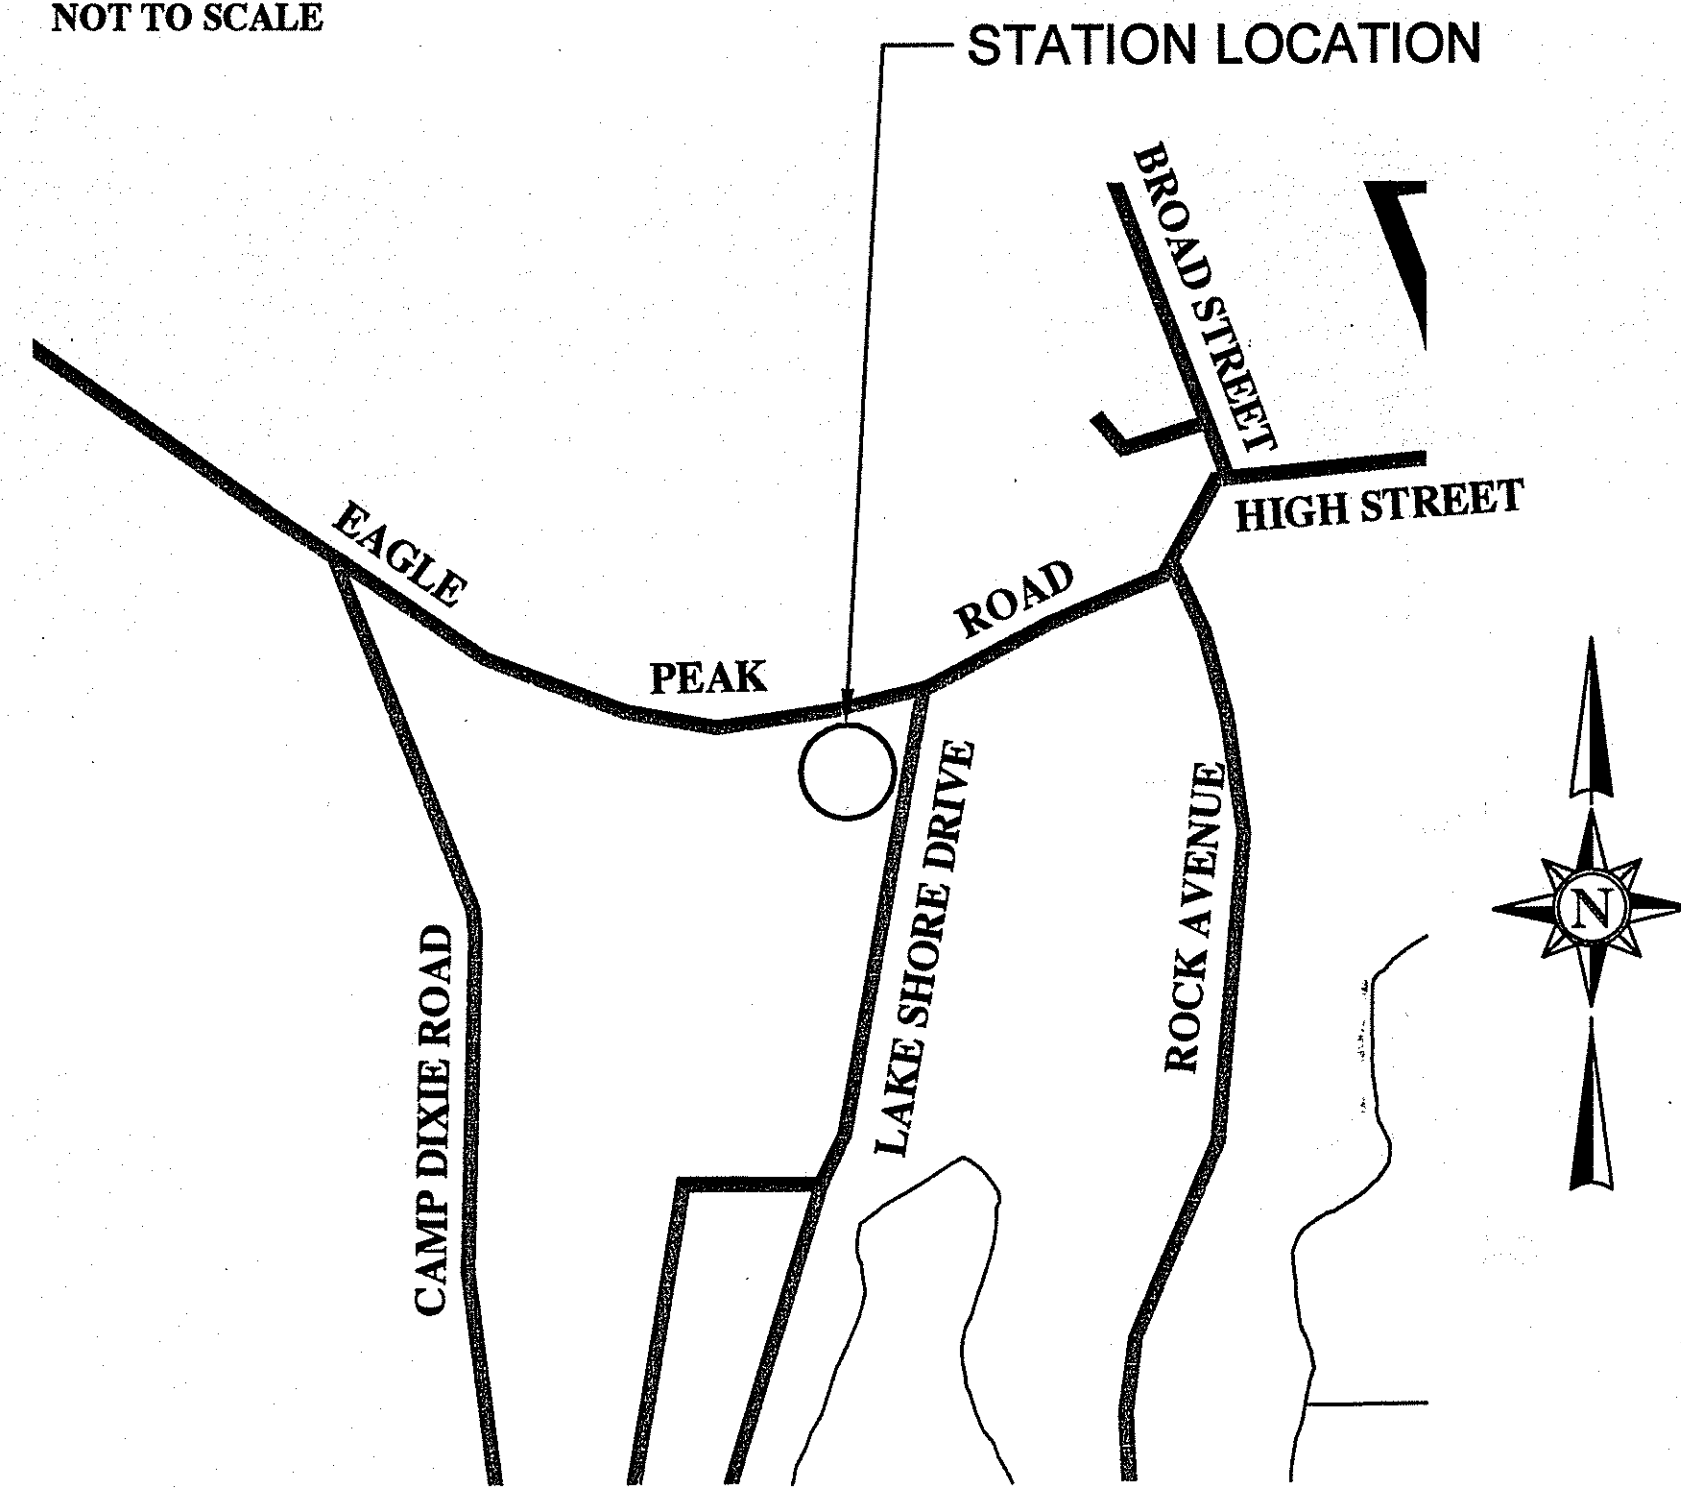 NOT TO SCALE
STATION LOCATION
BROAD STREET
HIGH STREET
EAGLE
PEAK
ROAD
LAKE SHORE DRIVE
ROCK AVENUE
CAMP DIXIE ROAD
N